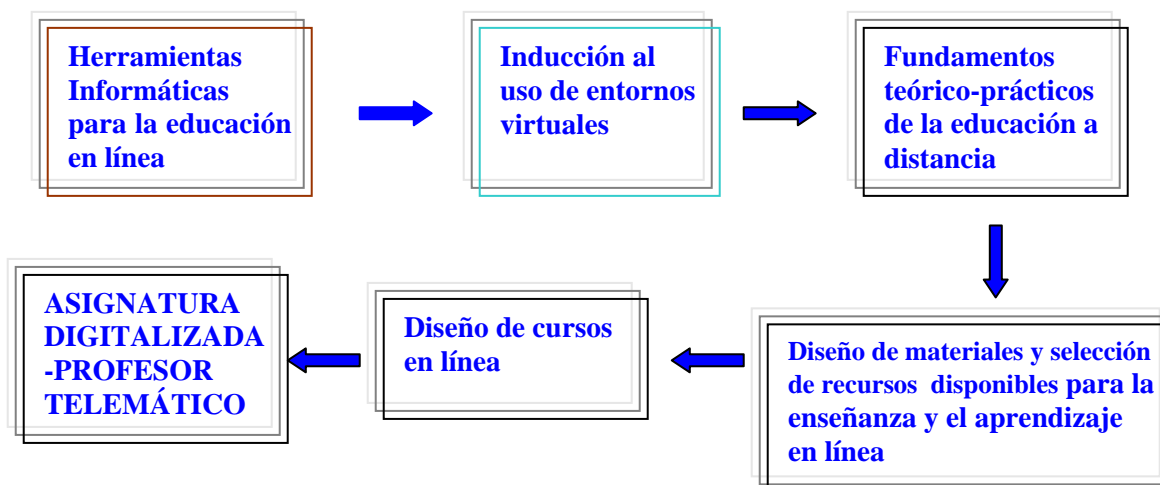 Herramientas
Informáticas
para la educación
en línea
Inducción al
uso de entornos
virtuales
Fundamentos
teórico-prácticos
de la educación a
distancia
Diseño de materiales y selección
de recursos disponibles para la
enseñanza y el aprendizaje
en línea
Diseño de cursos
en línea
ASIGNATURA
DIGITALIZADA
-PROFESOR
TELEMÁTICO